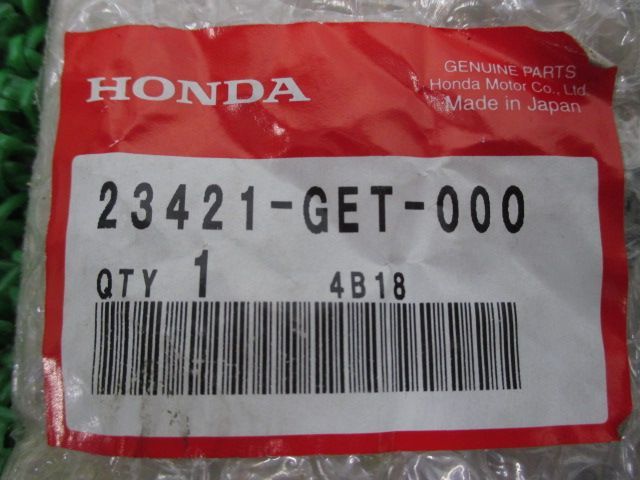 HONDA
GENUINE PARTS
Honda Motor Co., Ltd.
Made in Japan
23421-GET-000
QTY 1 4B18